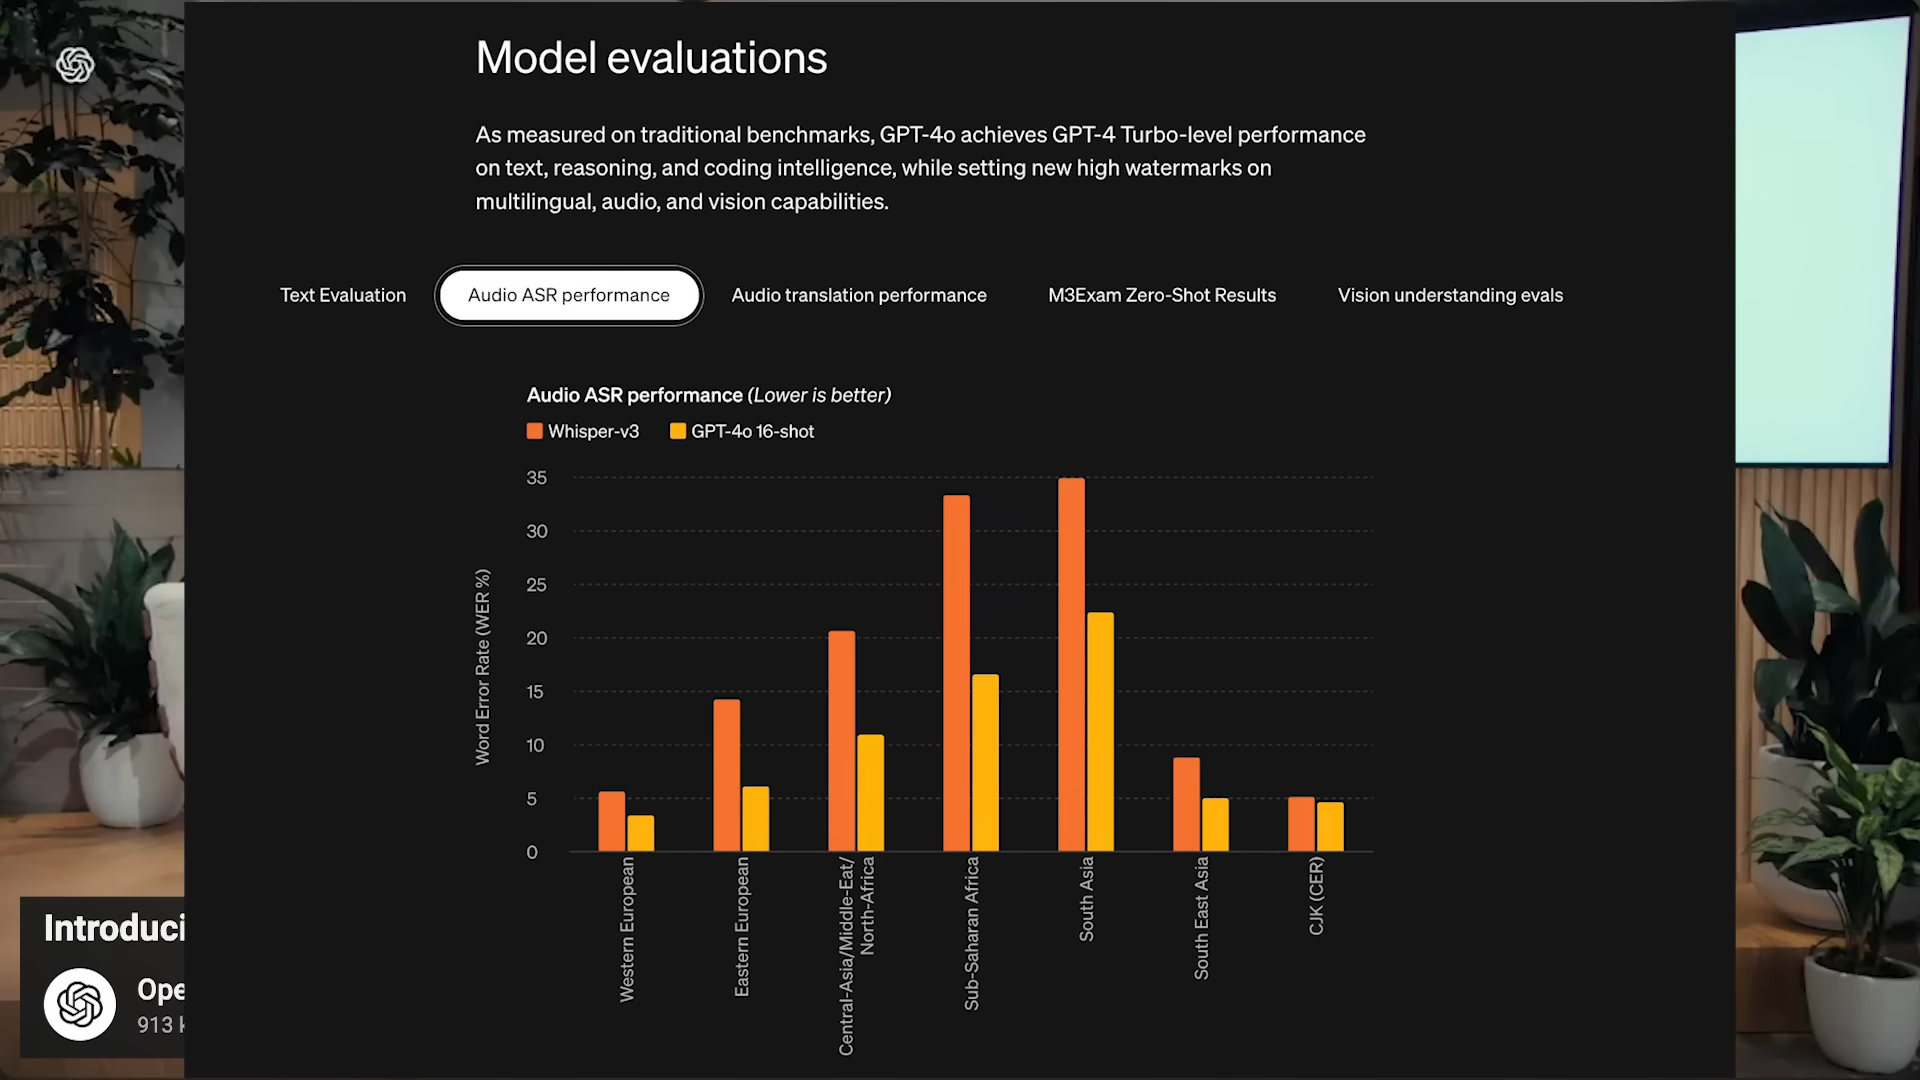 Model evaluations
As measured on traditional benchmarks, GPT-4o achieves GPT-4 Turbo-level performance
on text, reasoning, and coding intelligence, while setting new high watermarks on
multilingual, audio, and vision capabilities.
Text Evaluation
Audio ASR performance
Audio translation performance
M3Exam Zero-Shot Results
Vision understanding evals
Audio ASR performance (Lower is better)
Whisper-v3
GPT-4o 16-shot
Word Error Rate (WER %)
35
30
25
20
15
10
5
0
Western European
Eastern European
Central-Asia/Middle-Eat/
North-Africa
Sub-Saharan Africa
South Asia
South East Asia
CJK (CER)
Introduci
Ope
913